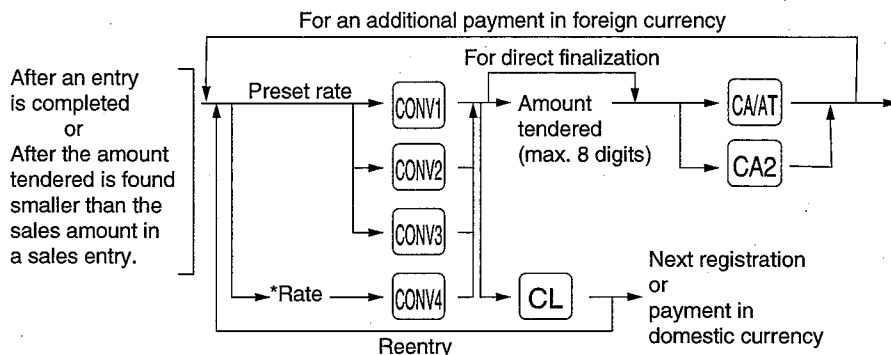 For an additional payment in foreign currency
For direct finalization
After an entry
is completed
or
After the amount
tendered is found
smaller than the
sales amount in
a sales entry.
Preset rate
CONV1
CONV2
CONV3
*Rate
CONV4
Amount
tendered
(max. 8 digits)
CA/AT
CA2
CL
Next registration
or
payment in
domestic currency
Reentry